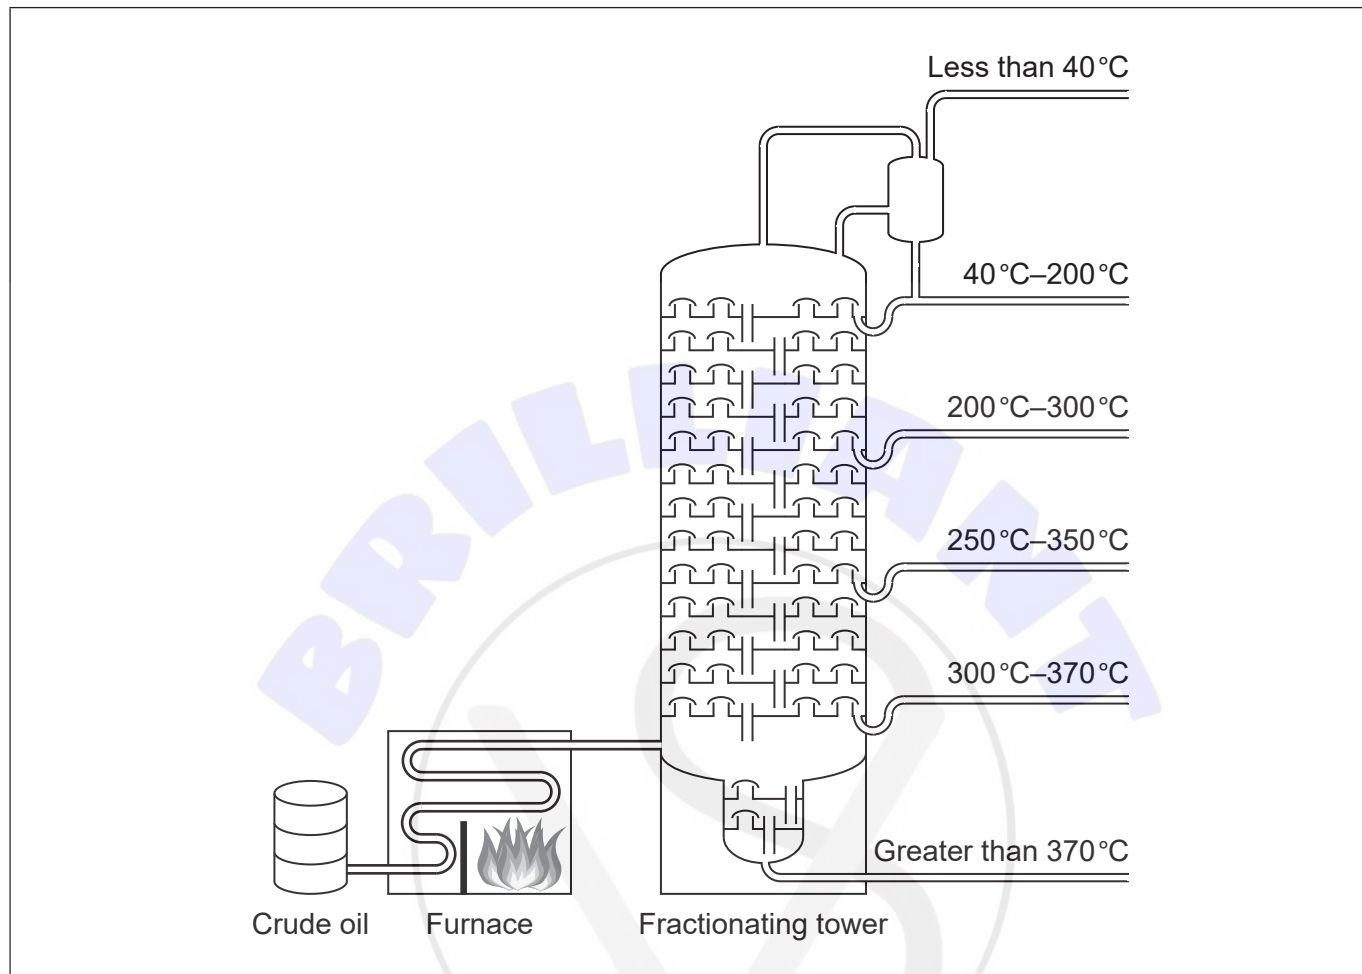 Less than 40 °C
40 °C–200 °C
200 °C–300 °C
250 °C–350 °C
300 °C–370 °C
Greater than 370 °C
Crude oil
Furnace
Fractionating tower
BRILLIANT